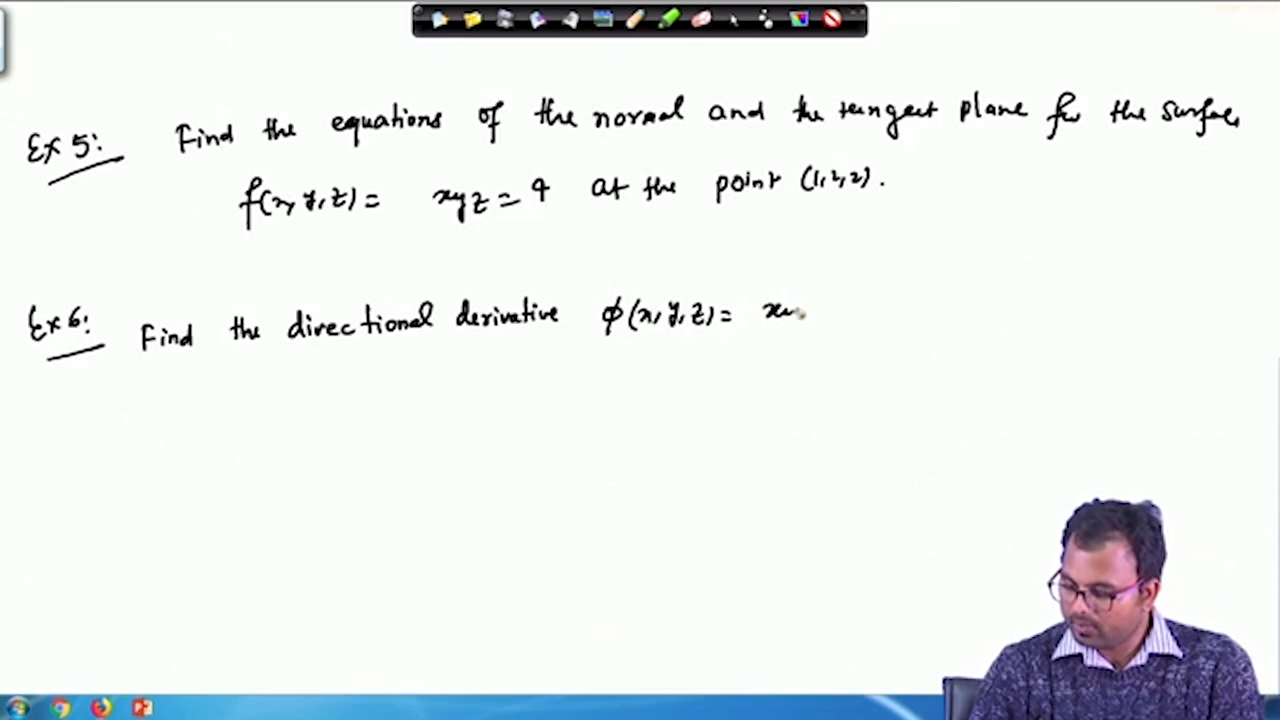 Ex 5: Find the equations of the normal and the tangent plane for the surface
f(x, y, z) = xyz = 4 at the point (1, 2, 2).
Ex 6: Find the directional derivative ϕ(x, y, z) =